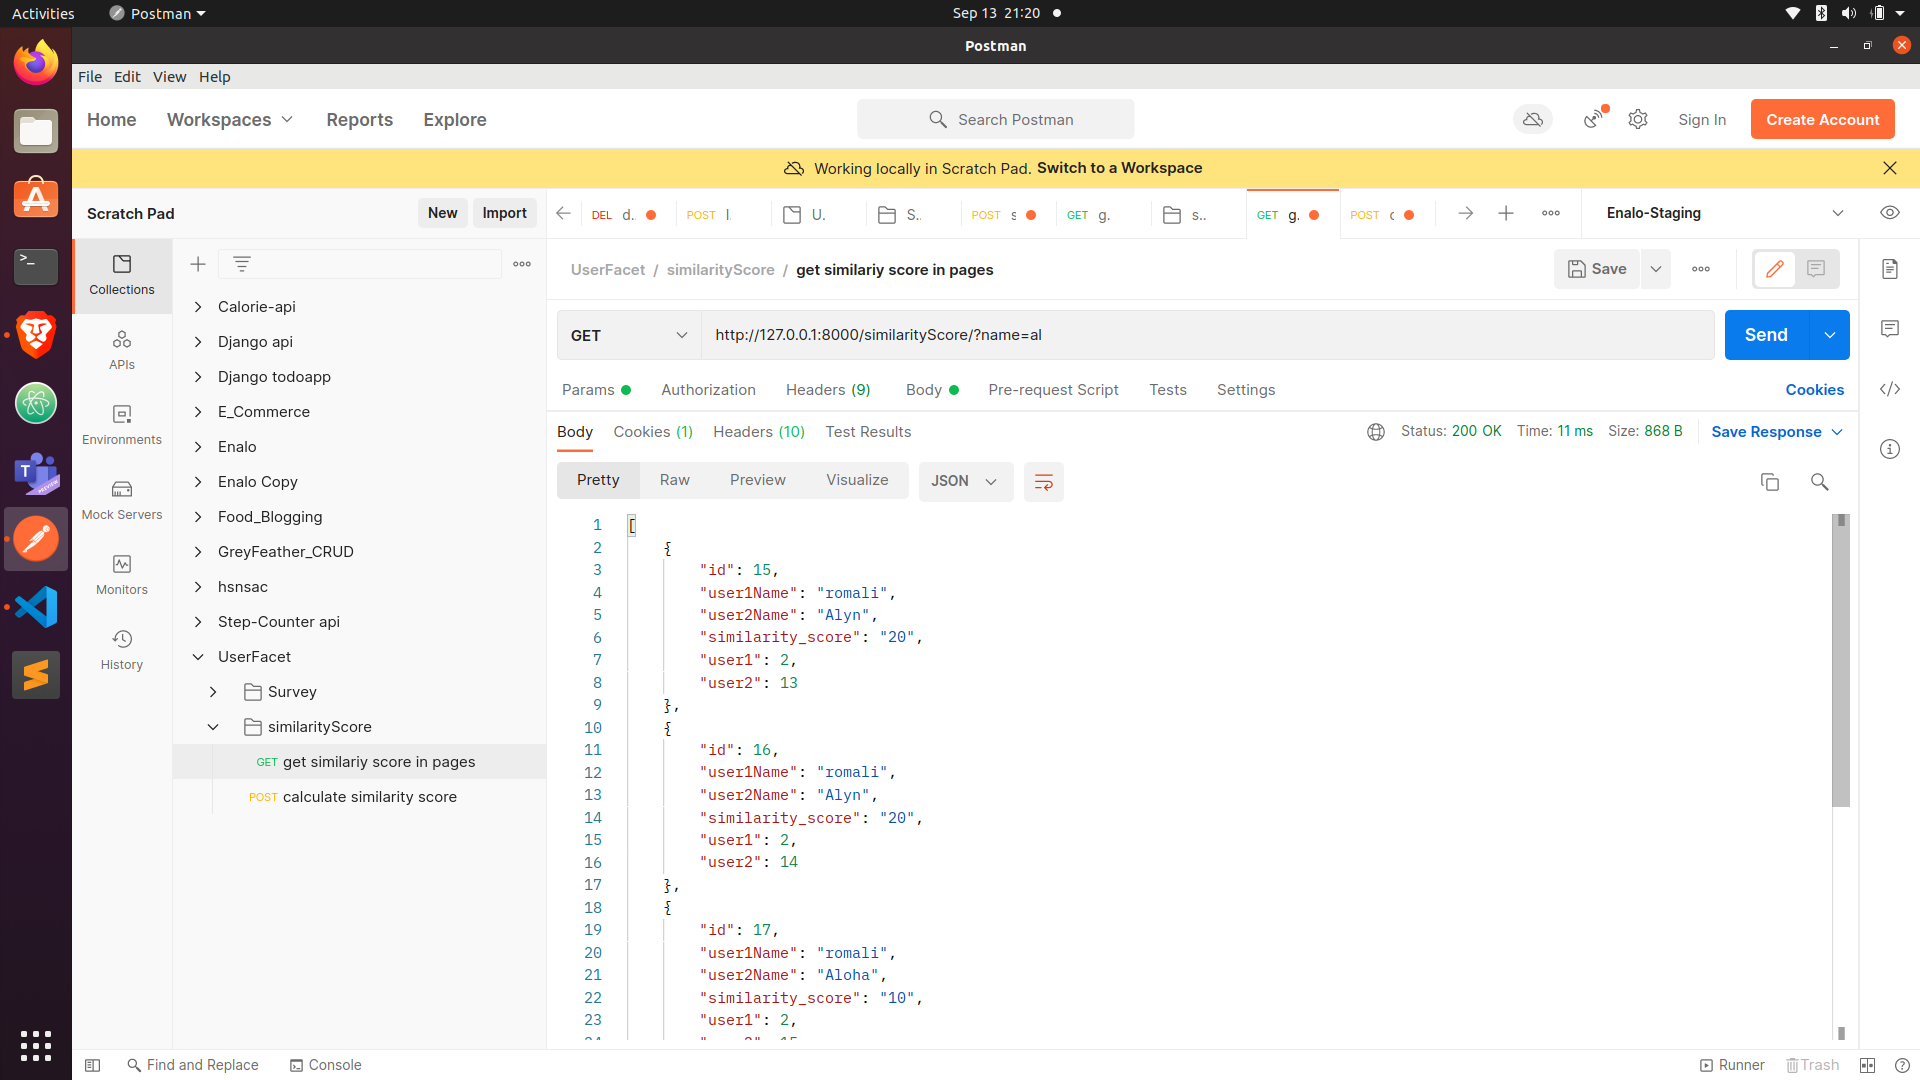 Activities Postman Sep 13 21:20
Postman
File Edit View Help
Home Workspaces Reports Explore Search Postman Sign In Create Account
Working locally in Scratch Pad. Switch to a Workspace
Scratch Pad New Import DEL d. POST U. S. POST s GET g. s.. GET g. POST Enalo-Staging
Collections
APIs
Environments
Mock Servers
Monitors
History
Calorie-api
Django api
Django todoapp
E_Commerce
Enalo
Enalo Copy
Food_Blogging
GreyFeather_CRUD
hsnsac
Step-Counter api
UserFacet
Survey
similarityScore
GET get similariy score in pages
POST calculate similarity score
UserFacet / similarityScore / get similariy score in pages Save
GET http://127.0.0.1:8000/similarityScore/?name=al Send
Params Authorization Headers (9) Body Pre-request Script Tests Settings Cookies
Body Cookies (1) Headers (10) Test Results Status: 200 OK Time: 11 ms Size: 868 B Save Response
Pretty Raw Preview Visualize JSON
1 [
2 {
3 "id": 15,
4 "user1Name": "romali",
5 "user2Name": "Alyn",
6 "similarity_score": "20",
7 "user1": 2,
8 "user2": 13
9 },
10 {
11 "id": 16,
12 "user1Name": "romali",
13 "user2Name": "Alyn",
14 "similarity_score": "20",
15 "user1": 2,
16 "user2": 14
17 },
18 {
19 "id": 17,
20 "user1Name": "romali",
21 "user2Name": "Aloha",
22 "similarity_score": "10",
23 "user1": 2,
Find and Replace Console Runner Trash